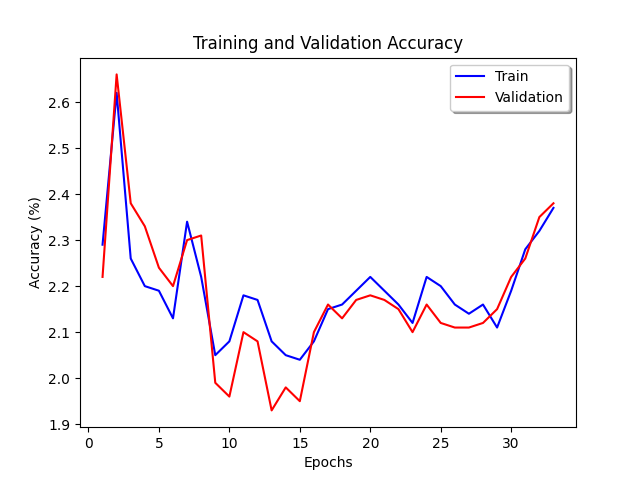 Training and Validation Accuracy
Train
Validation
Accuracy (%)
2.6
2.5
2.4
2.3
2.2
2.1
2.0
1.9
0 5 10 15 20 25 30
Epochs